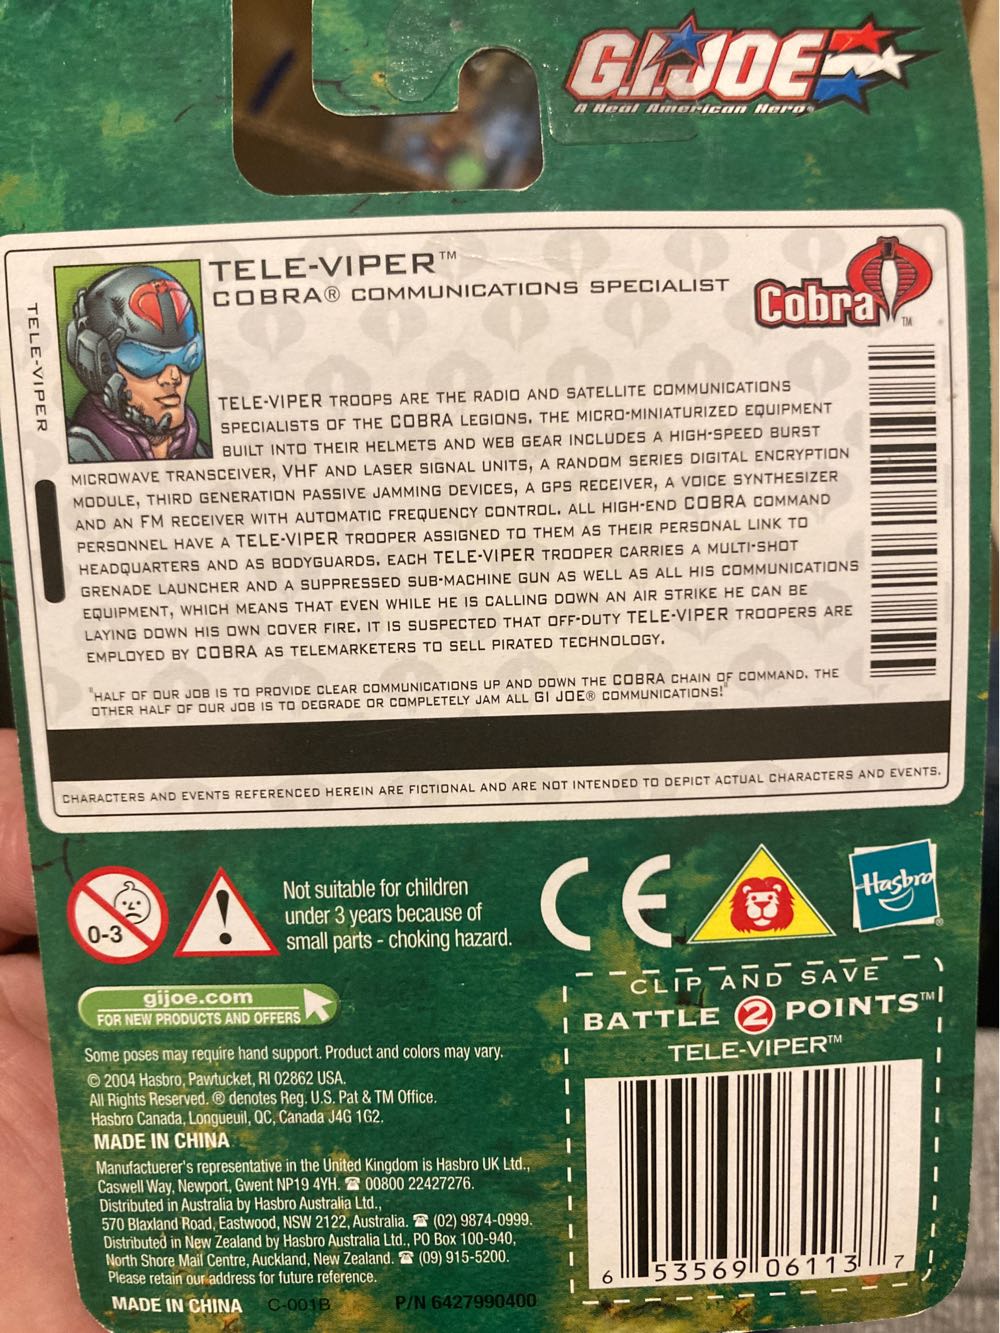 G.I.JOE
A Real American Hero®
TELE-VIPER™
COBRA® COMMUNICATIONS SPECIALIST
Cobra™
TELE-VIPER
TELE-VIPER TROOPS ARE THE RADIO AND SATELLITE COMMUNICATIONS
SPECIALISTS OF THE COBRA LEGIONS. THE MICRO-MINIATURIZED EQUIPMENT
BUILT INTO THEIR HELMETS AND WEB GEAR INCLUDES A HIGH-SPEED BURST
MICROWAVE TRANSCEIVER, VHF AND LASER SIGNAL UNITS, A RANDOM SERIES DIGITAL ENCRYPTION
MODULE, THIRD GENERATION PASSIVE JAMMING DEVICES, A GPS RECEIVER, A VOICE SYNTHESIZER
AND AN FM RECEIVER WITH AUTOMATIC FREQUENCY CONTROL. ALL HIGH-END COBRA COMMAND
PERSONNEL HAVE A TELE-VIPER TROOPER ASSIGNED TO THEM AS THEIR PERSONAL LINK TO
HEADQUARTERS AND AS BODYGUARDS. EACH TELE-VIPER TROOPER CARRIES A MULTI-SHOT
GRENADE LAUNCHER AND A SUPPRESSED SUB-MACHINE GUN AS WELL AS ALL HIS COMMUNICATIONS
EQUIPMENT, WHICH MEANS THAT EVEN WHILE HE IS CALLING DOWN AN AIR STRIKE HE CAN BE
LAYING DOWN HIS OWN COVER FIRE. IT IS SUSPECTED THAT OFF-DUTY TELE-VIPER TROOPERS ARE
EMPLOYED BY COBRA AS TELEMARKETERS TO SELL PIRATED TECHNOLOGY.
"HALF OF OUR JOB IS TO PROVIDE CLEAR COMMUNICATIONS UP AND DOWN THE COBRA CHAIN OF COMMAND. THE
OTHER HALF OF OUR JOB IS TO DEGRADE OR COMPLETELY JAM ALL GI JOE® COMMUNICATIONS!"
CHARACTERS AND EVENTS REFERENCED HEREIN ARE FICTIONAL AND ARE NOT INTENDED TO DEPICT ACTUAL CHARACTERS AND EVENTS.
0-3
Not suitable for children
under 3 years because of
small parts - choking hazard.
CE
Hasbro®
gijoe.com
FOR NEW PRODUCTS AND OFFERS
Some poses may require hand support. Product and colors may vary.
© 2004 Hasbro, Pawtucket, RI 02862 USA.
All Rights Reserved. ® denotes Reg. U.S. Pat & TM Office.
Hasbro Canada, Longueuil, QC, Canada J4G 1G2.
MADE IN CHINA
Manufactuerer's representative in the United Kingdom is Hasbro UK Ltd.,
Caswell Way, Newport, Gwent NP19 4YH. ☎ 00800 22427276.
Distributed in Australia by Hasbro Australia Ltd.,
570 Blaxland Road, Eastwood, NSW 2122, Australia. ☎ (02) 9874-0999.
Distributed in New Zealand by Hasbro Australia Ltd., PO Box 100-940,
North Shore Mail Centre, Auckland, New Zealand. ☎ (09) 915-5200.
Please retain our address for future reference.
MADE IN CHINA C-001B P/N 6427990400
CLIP AND SAVE
BATTLE 2 POINTS™
TELE-VIPER™
6 53569 06113 7